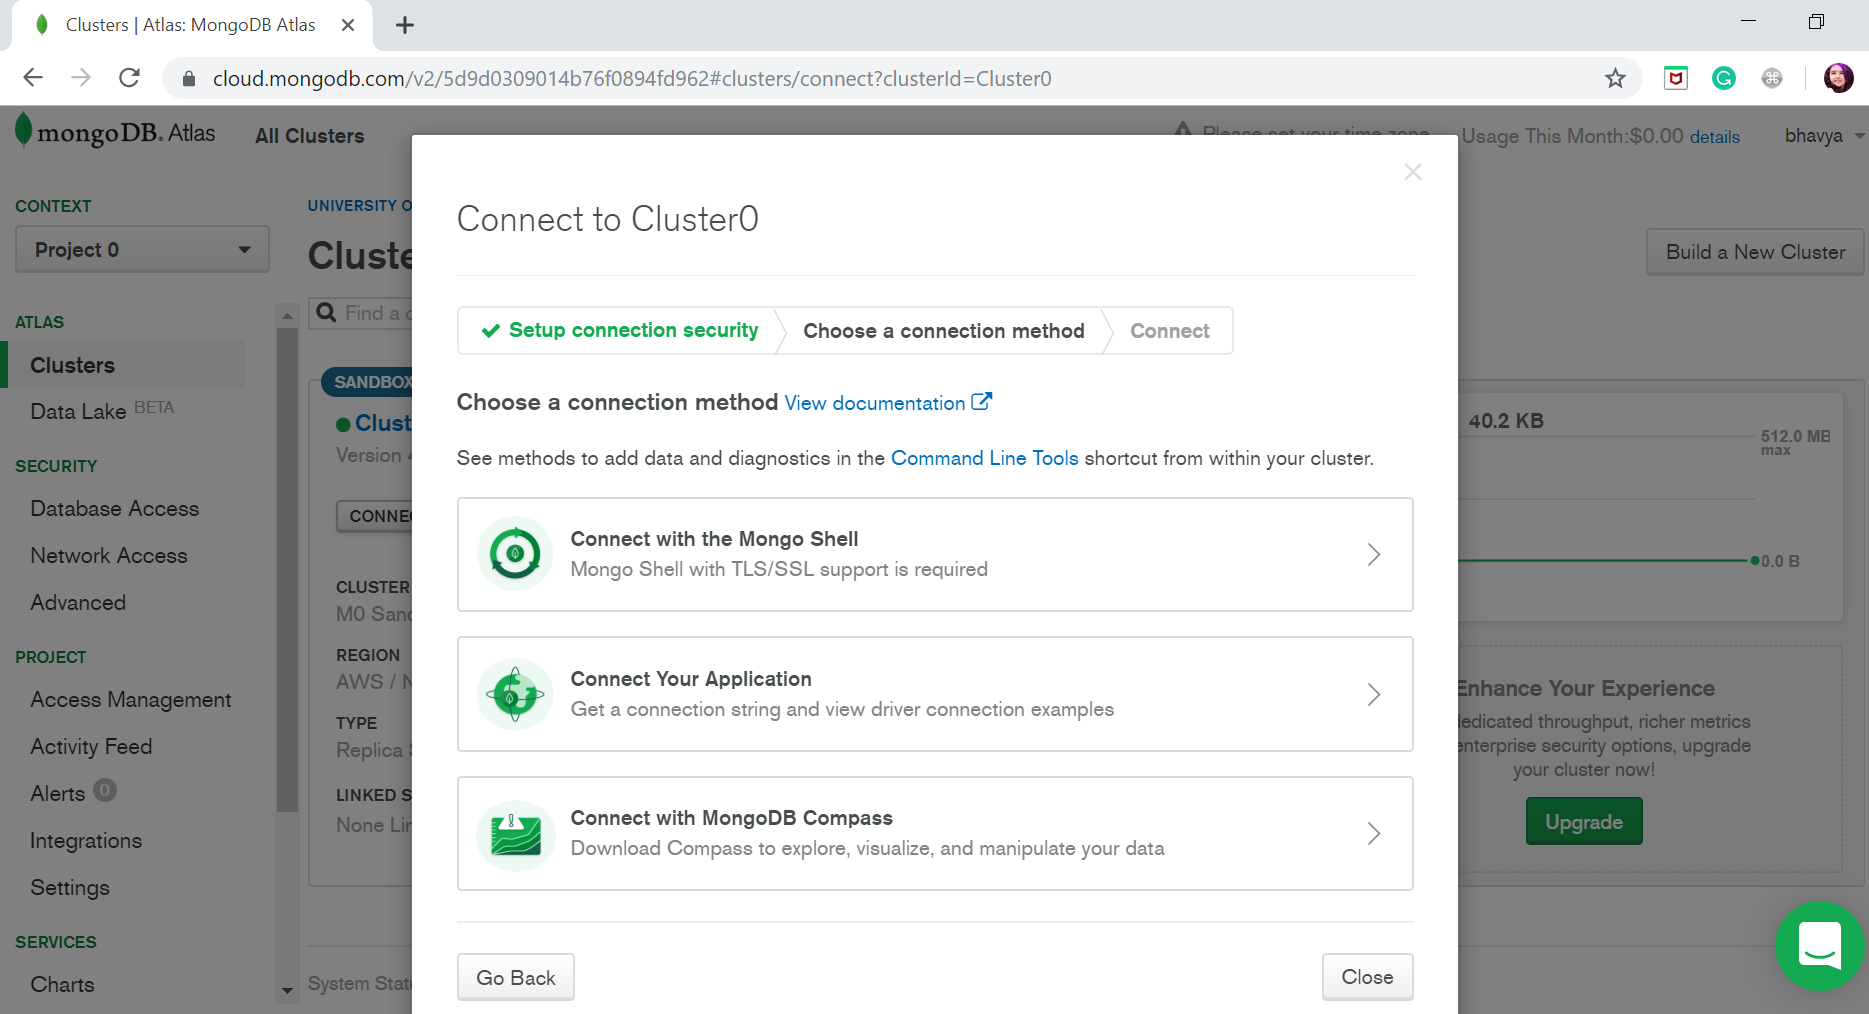 Clusters | Atlas: MongoDB Atlas
cloud.mongodb.com/v2/5d9d0309014b76f0894fd962#clusters/connect?clusterId=Cluster0
mongoDB. Atlas
All Clusters
Please set your time zone
Usage This Month:$0.00 details
bhavya
CONTEXT
Project 0
ATLAS
Clusters
Data Lake BETA
SECURITY
Database Access
Network Access
Advanced
PROJECT
Access Management
Activity Feed
Alerts 0
Integrations
Settings
SERVICES
Charts
UNIVERSITY O
Cluste
Build a New Cluster
Find a c
SANDBOX
Clust
Version 4
CONNEC
CLUSTER
M0 Sand
REGION
AWS / N
TYPE
Replica S
LINKED S
None Lin
System Statu
Connect to Cluster0
Setup connection security
Choose a connection method
Connect
Choose a connection method View documentation
See methods to add data and diagnostics in the Command Line Tools shortcut from within your cluster.
Connect with the Mongo Shell
Mongo Shell with TLS/SSL support is required
Connect Your Application
Get a connection string and view driver connection examples
Connect with MongoDB Compass
Download Compass to explore, visualize, and manipulate your data
Go Back
Close
40.2 KB
512.0 MB
max
0.0 B
Enhance Your Experience
dedicated throughput, richer metrics
enterprise security options, upgrade
your cluster now!
Upgrade